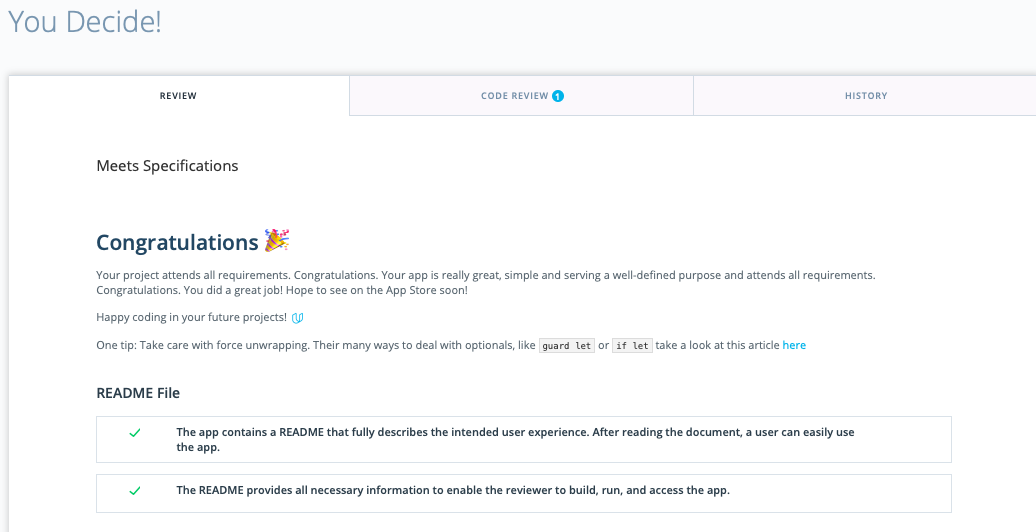 You Decide!
REVIEW
CODE REVIEW 1
HISTORY
Meets Specifications
Congratulations 🎉
Your project attends all requirements. Congratulations. Your app is really great, simple and serving a well-defined purpose and attends all requirements.
Congratulations. You did a great job! Hope to see on the App Store soon!
Happy coding in your future projects!
One tip: Take care with force unwrapping. Their many ways to deal with optionals, like guard let or if let take a look at this article here
README File
The app contains a README that fully describes the intended user experience. After reading the document, a user can easily use
the app.
The README provides all necessary information to enable the reviewer to build, run, and access the app.